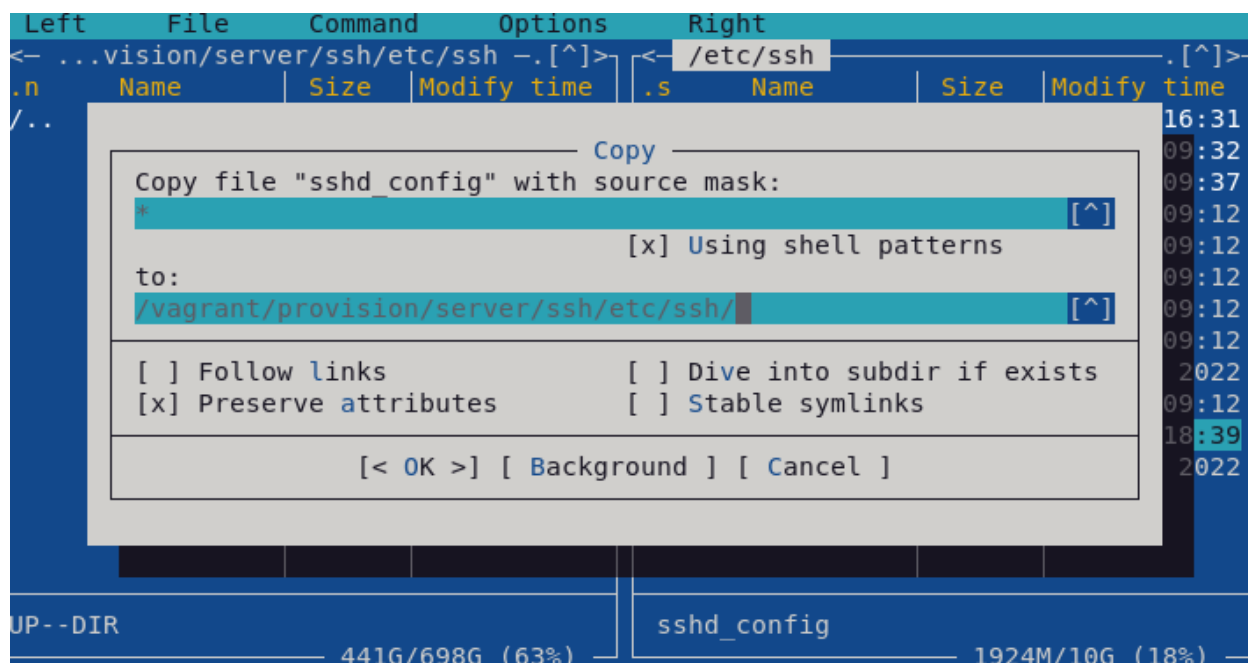 Left File Command Options Right
<— ...vision/server/ssh/etc/ssh —.[^]>
<— /etc/ssh —.[^]>
.n Name Size Modify time .s Name Size Modify time
/.. 16:31
Copy 09:32
Copy file "sshd_config" with source mask: 09:37
* [^] 09:12
[x] Using shell patterns 09:12
to: 09:12
/vagrant/provision/server/ssh/etc/ssh/ [^] 09:12
09:12
[ ] Follow links [ ] Dive into subdir if exists 2022
[x] Preserve attributes [ ] Stable symlinks 09:12
18:39
[< OK >] [ Background ] [ Cancel ] 2022
UP--DIR sshd_config
441G/698G (63%) 1924M/10G (18%)